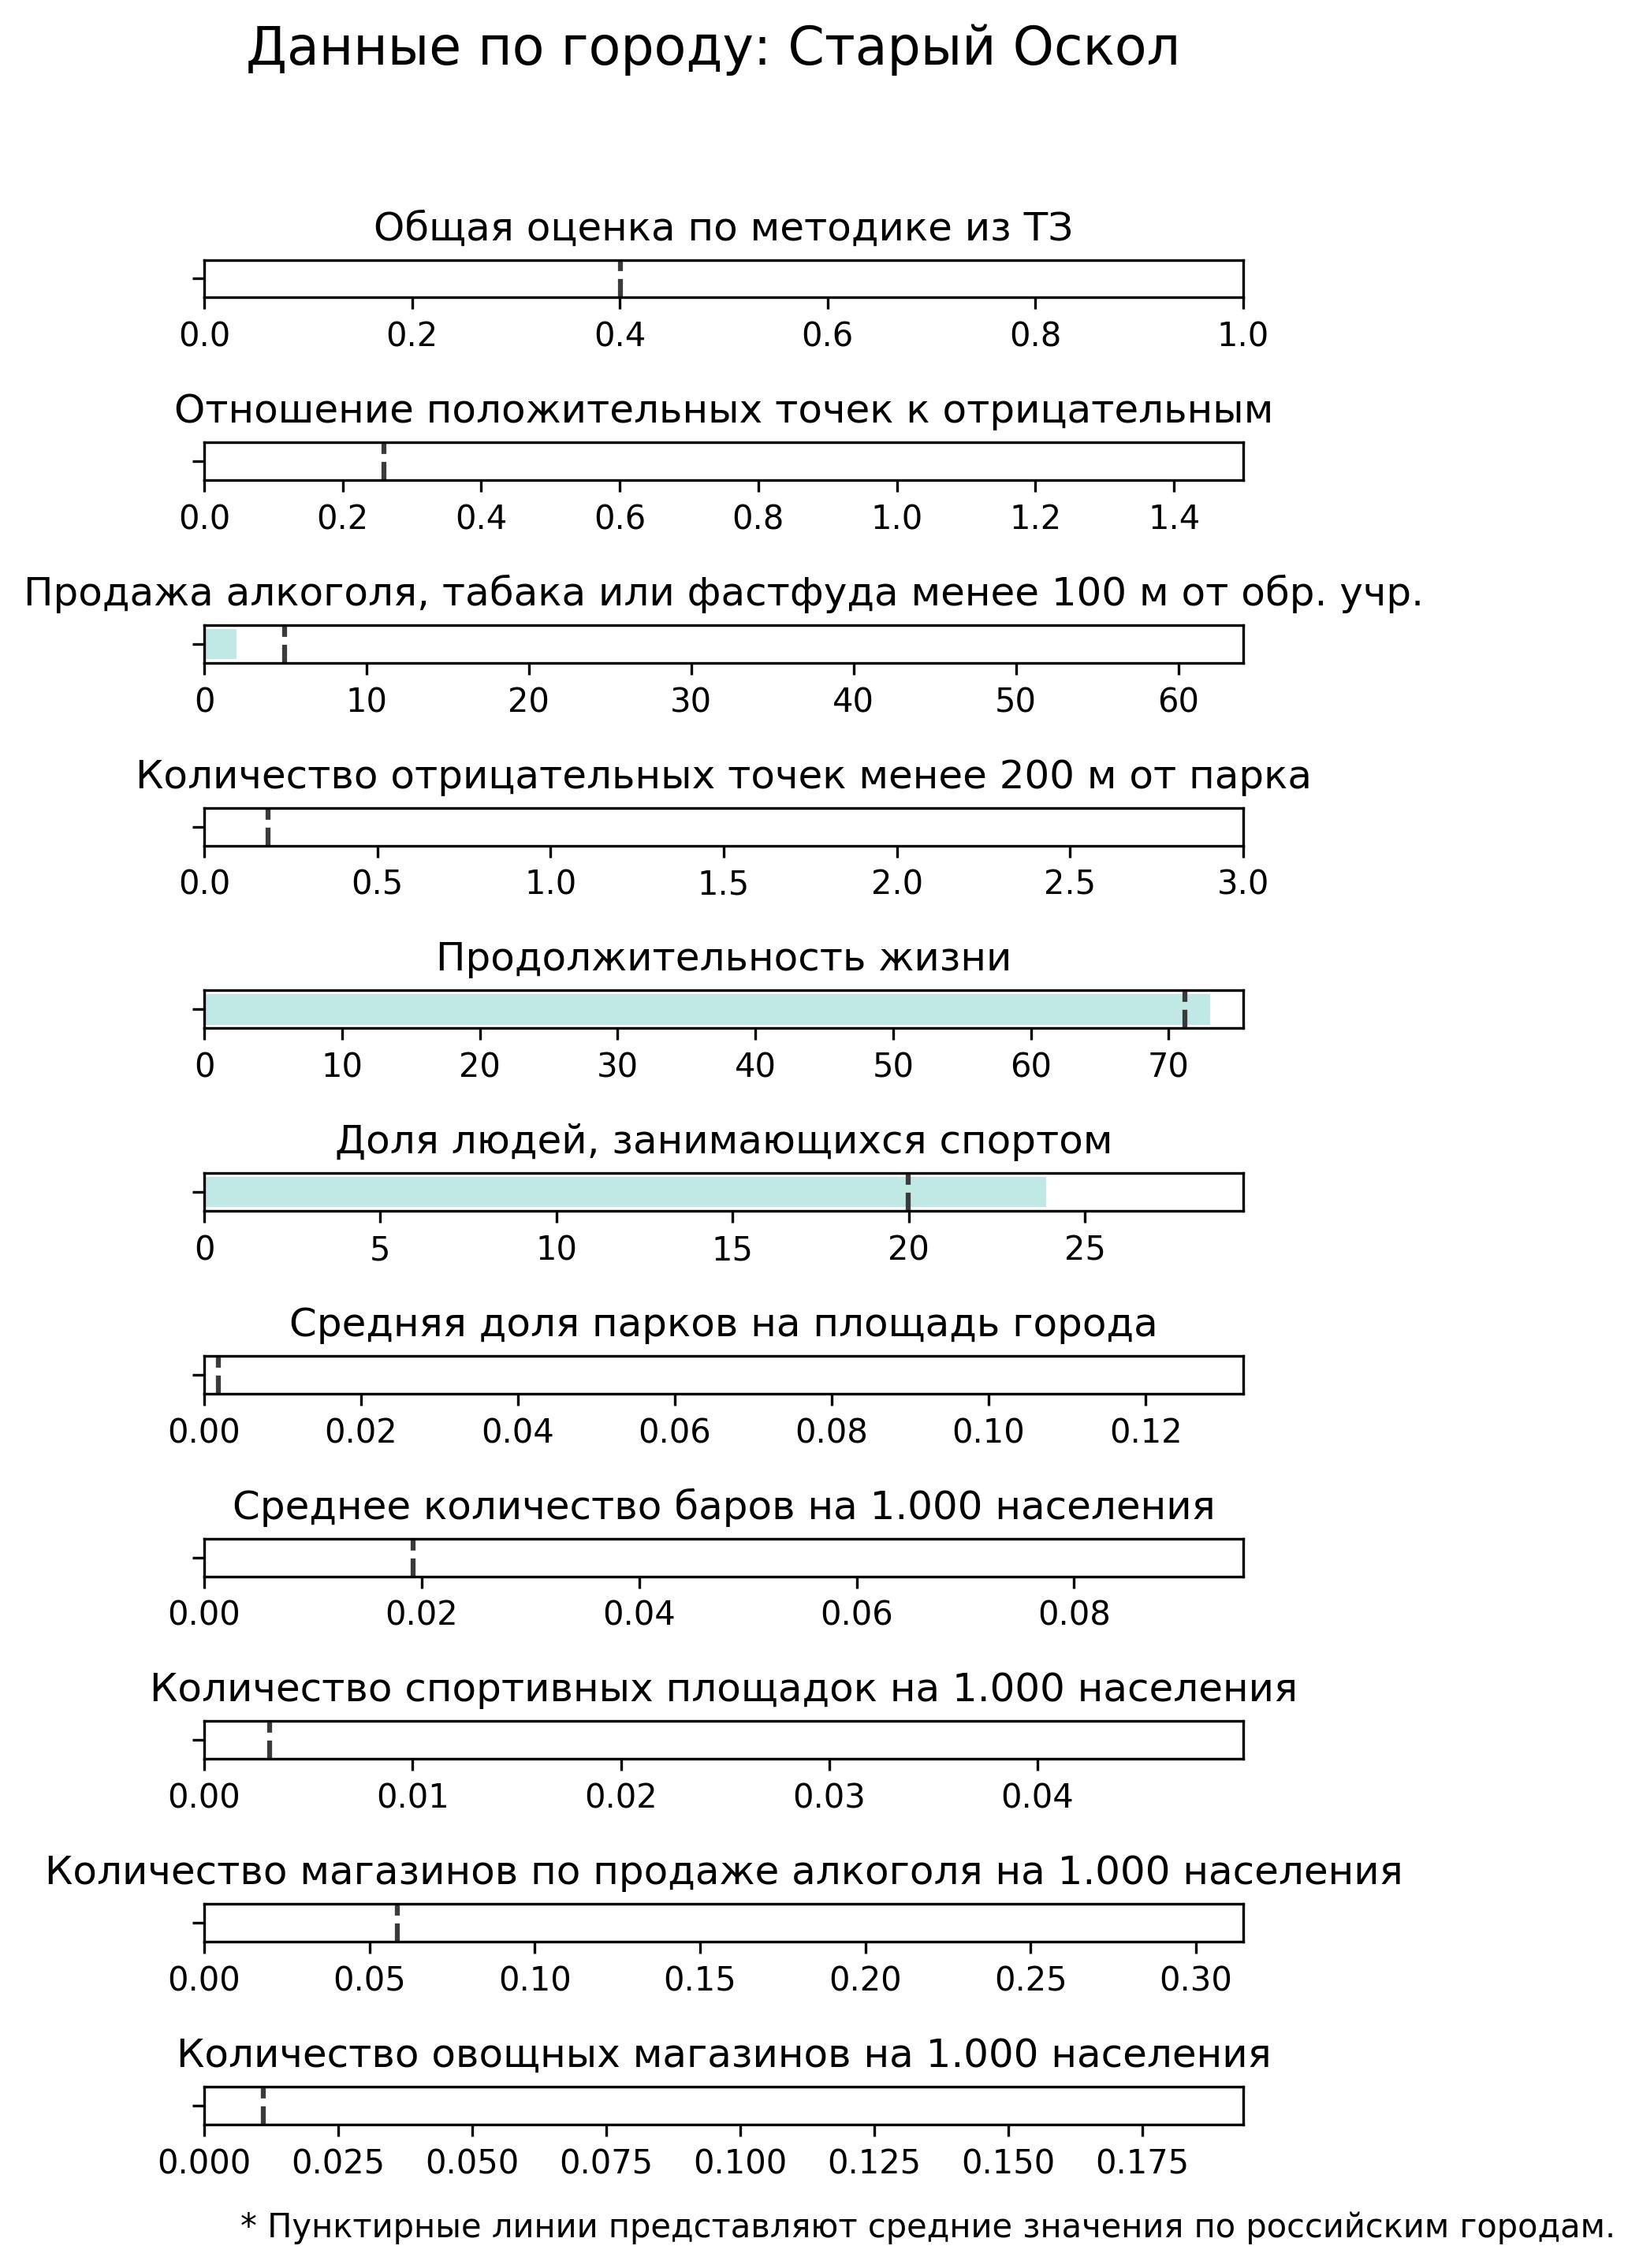 Данные по городу: Старый Оскол
Общая оценка по методике из ТЗ
0.0 0.2 0.4 0.6 0.8 1.0
Отношение положительных точек к отрицательным
0.0 0.2 0.4 0.6 0.8 1.0 1.2 1.4
Продажа алкоголя, табака или фастфуда менее 100 м от обр. учр.
0 10 20 30 40 50 60
Количество отрицательных точек менее 200 м от парка
0.0 0.5 1.0 1.5 2.0 2.5 3.0
Продолжительность жизни
0 10 20 30 40 50 60 70
Доля людей, занимающихся спортом
0 5 10 15 20 25
Средняя доля парков на площадь города
0.00 0.02 0.04 0.06 0.08 0.10 0.12
Среднее количество баров на 1.000 населения
0.00 0.02 0.04 0.06 0.08
Количество спортивных площадок на 1.000 населения
0.00 0.01 0.02 0.03 0.04
Количество магазинов по продаже алкоголя на 1.000 населения
0.00 0.05 0.10 0.15 0.20 0.25 0.30
Количество овощных магазинов на 1.000 населения
0.000 0.025 0.050 0.075 0.100 0.125 0.150 0.175
* Пунктирные линии представляют средние значения по российским городам.